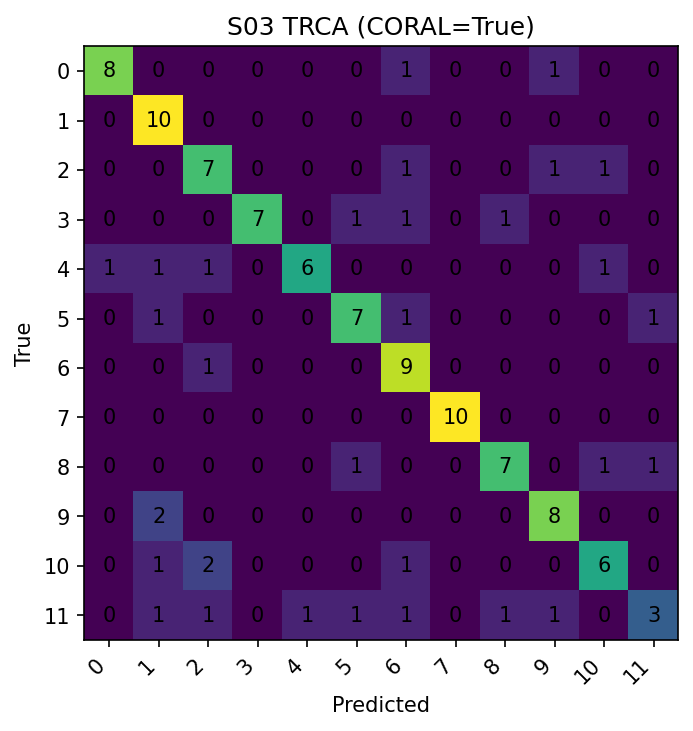 S03 TRCA (CORAL=True)
0 8 0 0 0 0 0 1 0 0 1 0 0
1 0 10 0 0 0 0 0 0 0 0 0 0
2 0 0 7 0 0 0 1 0 0 1 1 0
3 0 0 0 7 0 1 1 0 1 0 0 0
4 1 1 1 0 6 0 0 0 0 0 1 0
5 0 1 0 0 0 7 1 0 0 0 0 1
6 0 0 1 0 0 0 9 0 0 0 0 0
7 0 0 0 0 0 0 0 10 0 0 0 0
8 0 0 0 0 0 1 0 0 7 0 1 1
9 0 2 0 0 0 0 0 0 0 8 0 0
10 0 1 2 0 0 0 1 0 0 0 6 0
11 0 1 1 0 1 1 1 0 1 1 0 3
0 1 2 3 4 5 6 7 8 9 10 11
True
Predicted